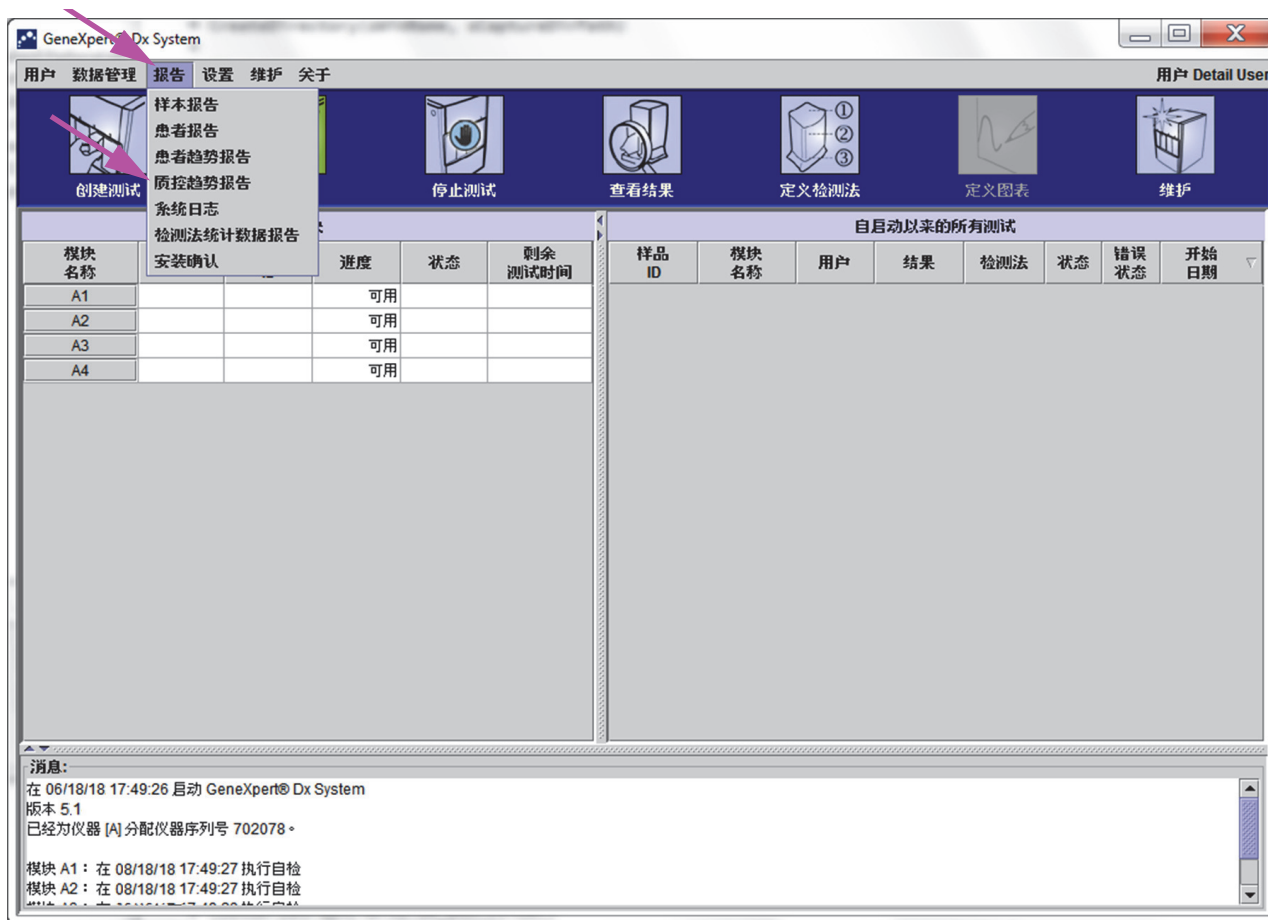 GeneXpert® Dx System
用户 数据管理 报告 设置 维护 关于
用户 Detail User
样本报告
患者报告
患者趋势报告
质控趋势报告
系统日志
检测法统计数据报告
安装确认
创建测试
停止测试
查看结果
定义检测法
定义图表
维护
自启动以来的所有测试
模块
名称
进度
状态
剩余
测试时间
样品
ID
模块
名称
用户
结果
检测法
状态
错误
状态
开始
日期
A1 可用
A2 可用
A3 可用
A4 可用
消息:
在 06/18/18 17:49:26 启动 GeneXpert® Dx System
版本 5.1
已经为仪器 [A] 分配仪器序列号 702078。
模块 A1：在 08/18/18 17:49:27 执行自检
模块 A2：在 08/18/18 17:49:27 执行自检